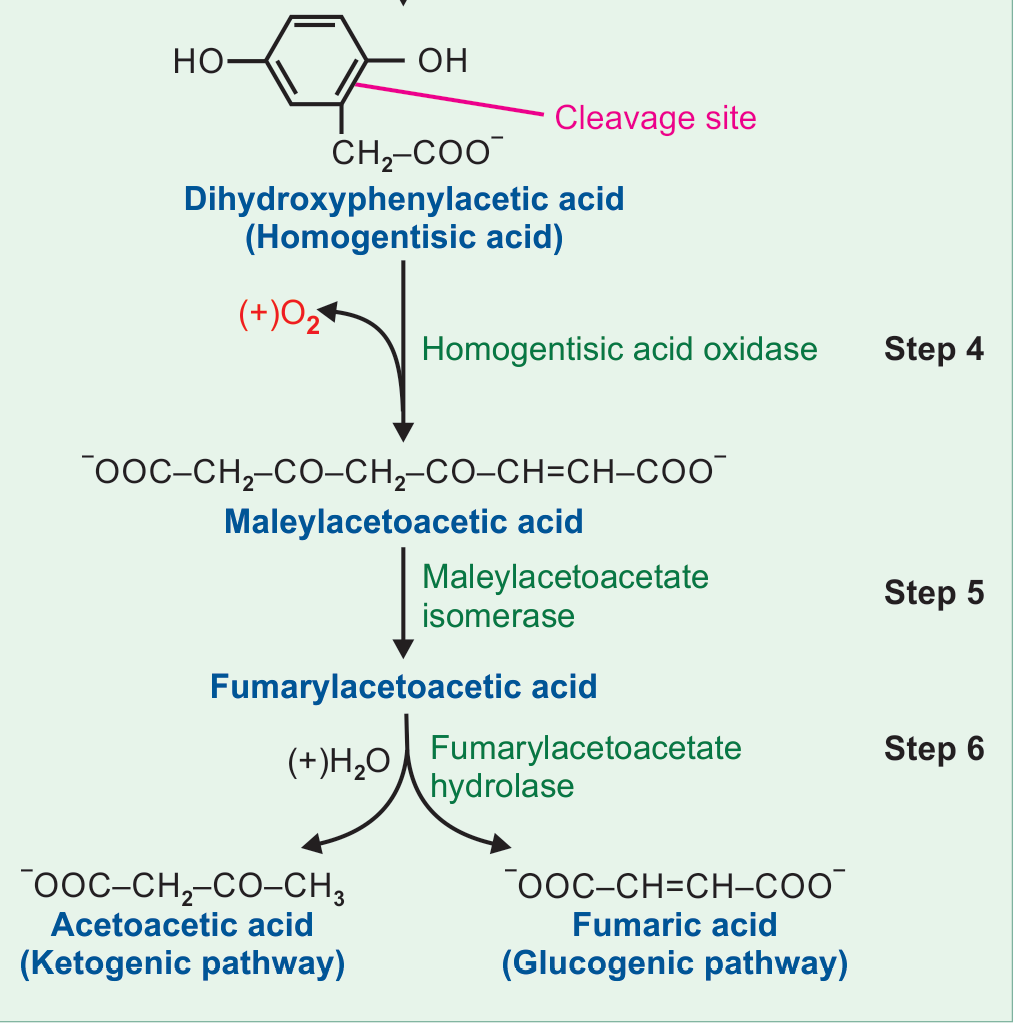 HO
OH
Cleavage site
CH₂–COO⁻
Dihydroxyphenylacetic acid
(Homogentisic acid)
(+)O₂
Homogentisic acid oxidase Step 4
⁻OOC–CH₂–CO–CH₂–CO–CH=CH–COO⁻
Maleylacetoacetic acid
Maleylacetoacetate
isomerase
Step 5
Fumarylacetoacetic acid
(+)H₂O
Fumarylacetoacetate
hydrolase
Step 6
⁻OOC–CH₂–CO–CH₃
Acetoacetic acid
(Ketogenic pathway)
⁻OOC–CH=CH–COO⁻
Fumaric acid
(Glucogenic pathway)